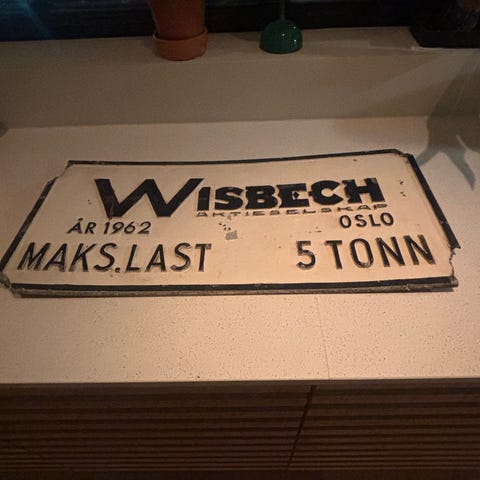 WISBECH
AKTIESELSKAP
ÅR 1962 OSLO
MAKS.LAST 5 TONN